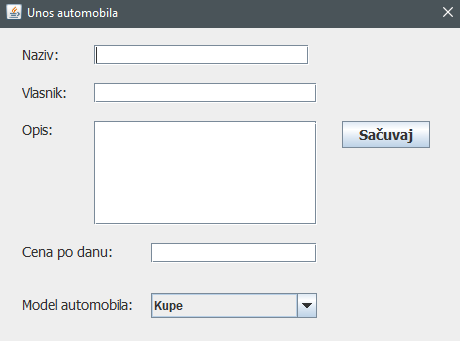 Unos automobila
Naziv:
Vlasnik:
Opis:
Sačuvaj
Cena po danu:
Model automobila:
Kupe